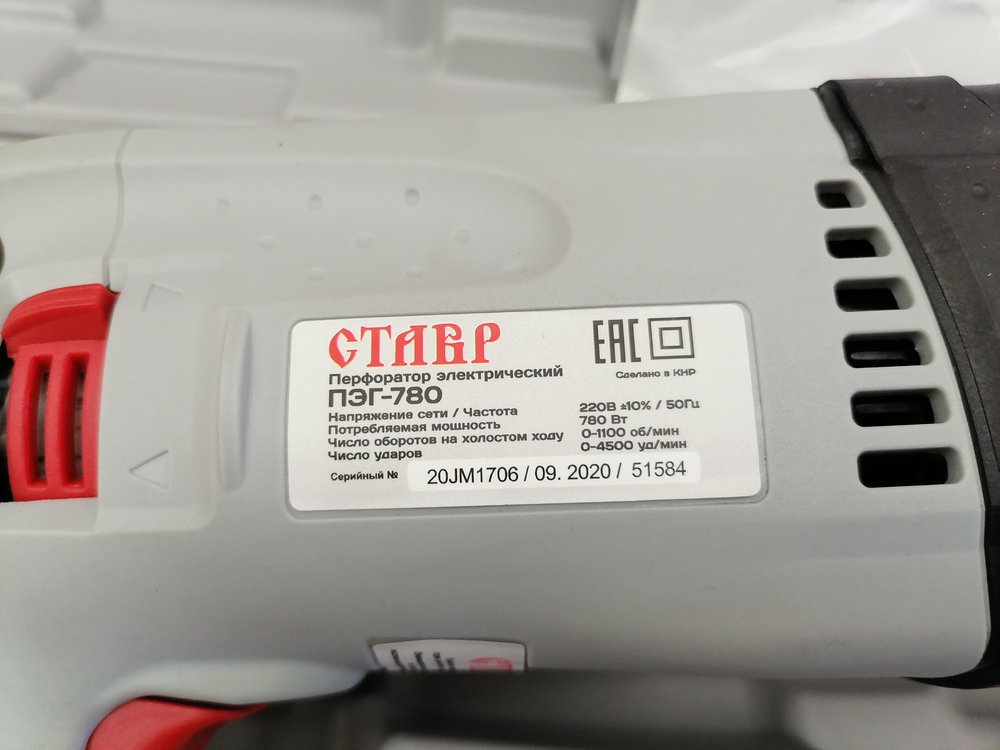 СТАВР
EAC
Сделано в КНР
Перфоратор электрический
ПЭГ-780
Напряжение сети / Частота 220В ±10% / 50Гц
Потребляемая мощность 780 Вт
Число оборотов на холостом ходу 0-1100 об/мин
Число ударов 0-4500 уд/мин
Серийный № 20JM1706 / 09. 2020 / 51584